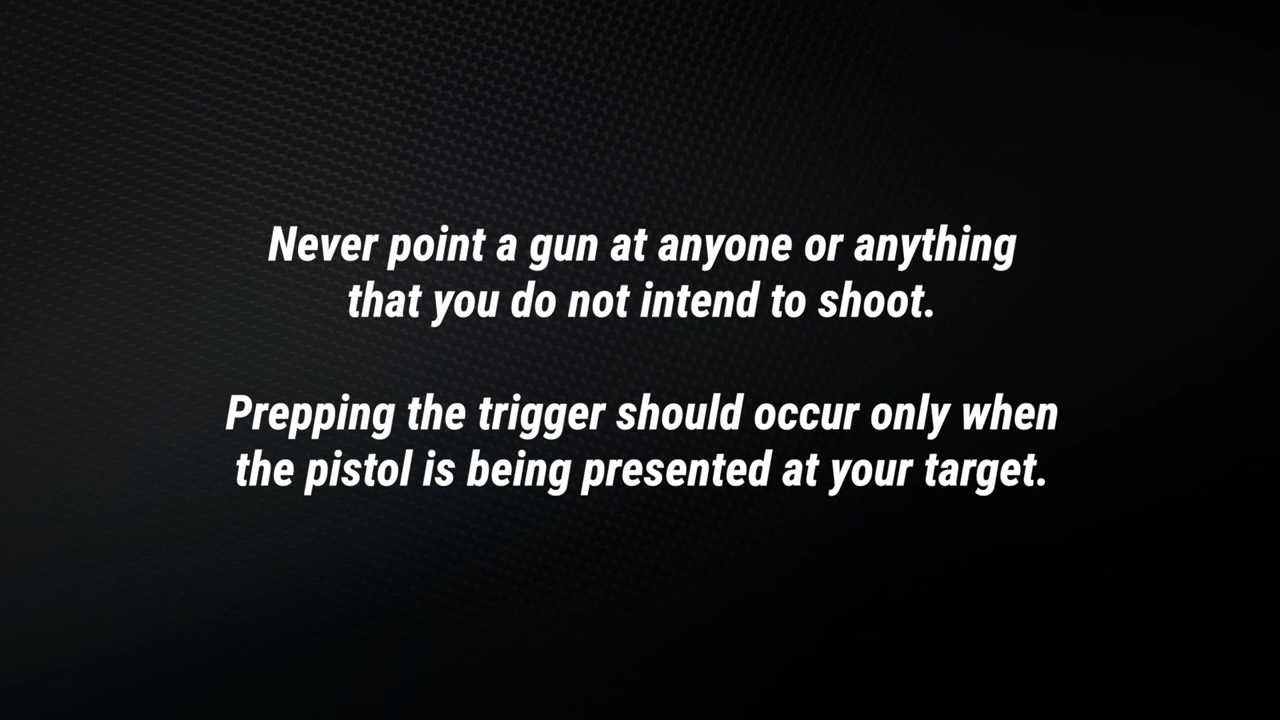 Never point a gun at anyone or anything
that you do not intend to shoot.
Prepping the trigger should occur only when
the pistol is being presented at your target.